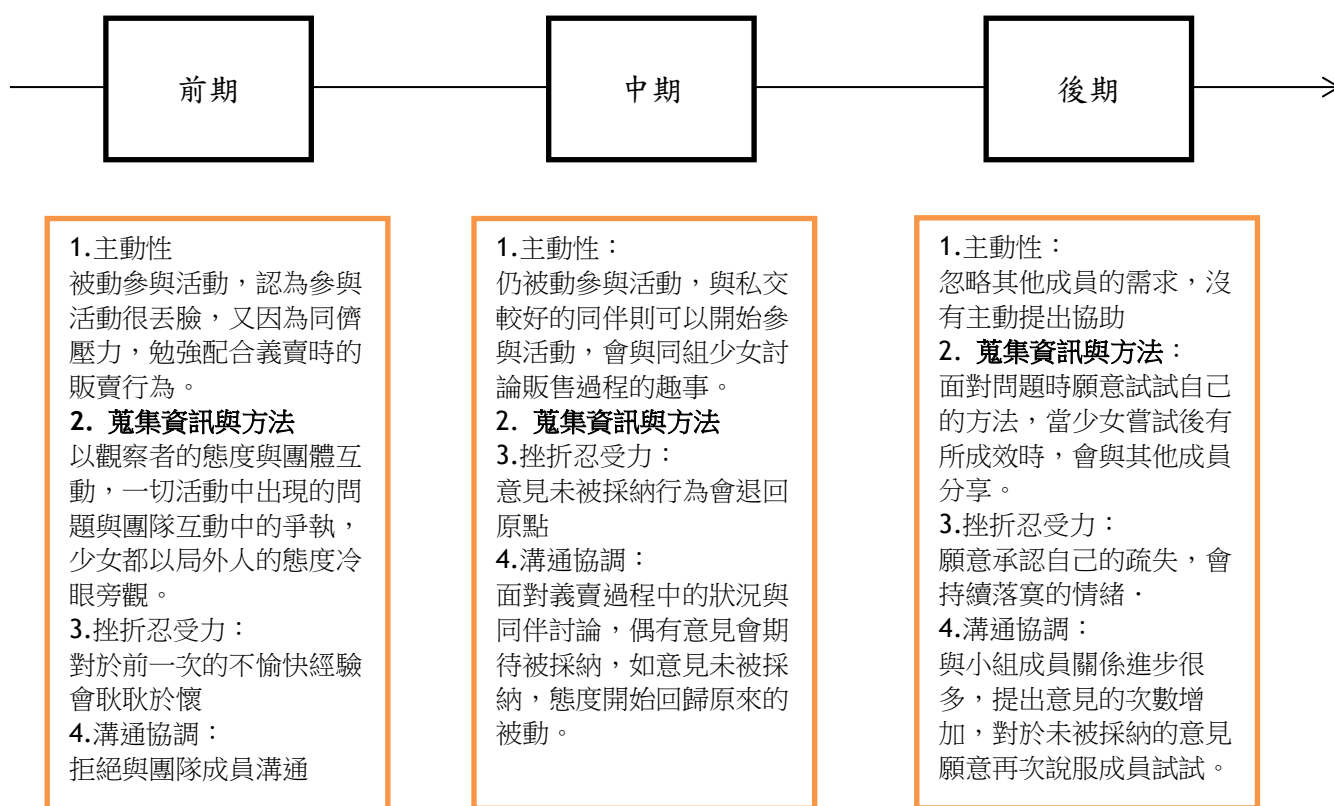 前期
中期
後期
1.主動性
被動參與活動，認為參與
活動很丟臉，又因為同儕
壓力，勉強配合義賣時的
販賣行為。
2. 蒐集資訊與方法
以觀察者的態度與團體互
動，一切活動中出現的問
題與團隊互動中的爭執，
少女都以局外人的態度冷
眼旁觀。
3.挫折忍受力：
對於前一次的不愉快經驗
會耿耿於懷
4.溝通協調：
拒絕與團隊成員溝通
1.主動性：
仍被動參與活動，與私交
較好的同伴則可以開始參
與活動，會與同組少女討
論販售過程的趣事。
2. 蒐集資訊與方法
3.挫折忍受力：
意見未被採納行為會退回
原點
4.溝通協調：
面對義賣過程中的狀況與
同伴討論，偶有意見會期
待被採納，如意見未被採
納，態度開始回歸原來的
被動。
1.主動性：
忽略其他成員的需求，沒
有主動提出協助
2. 蒐集資訊與方法：
面對問題時願意試試自己
的方法，當少女嘗試後有
所成效時，會與其他成員
分享。
3.挫折忍受力：
願意承認自己的疏失，會
持續落寞的情緒．
4.溝通協調：
與小組成員關係進步很
多，提出意見的次數增
加，對於未被採納的意見
願意再次說服成員試試。